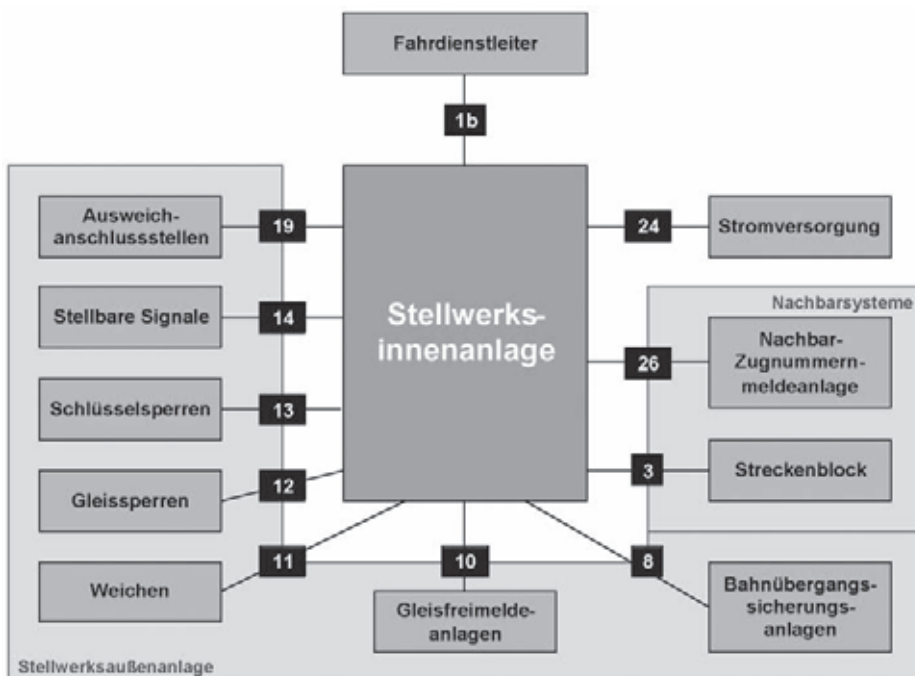 Fahrdienstleiter
1b
Ausweich-
anschlussstellen
19
Stellbare Signale
14
Schlüsselsperren
13
Gleissperren
12
Weichen
11
Stellwerksaußenanlage
Stellwerks-
innenanlage
10
Gleisfreimelde-
anlagen
24
Stromversorgung
Nachbarsysteme
26
Nachbar-
Zugnummern-
meldeanlage
3
Streckenblock
8
Bahnübergangs-
sicherungs-
anlagen